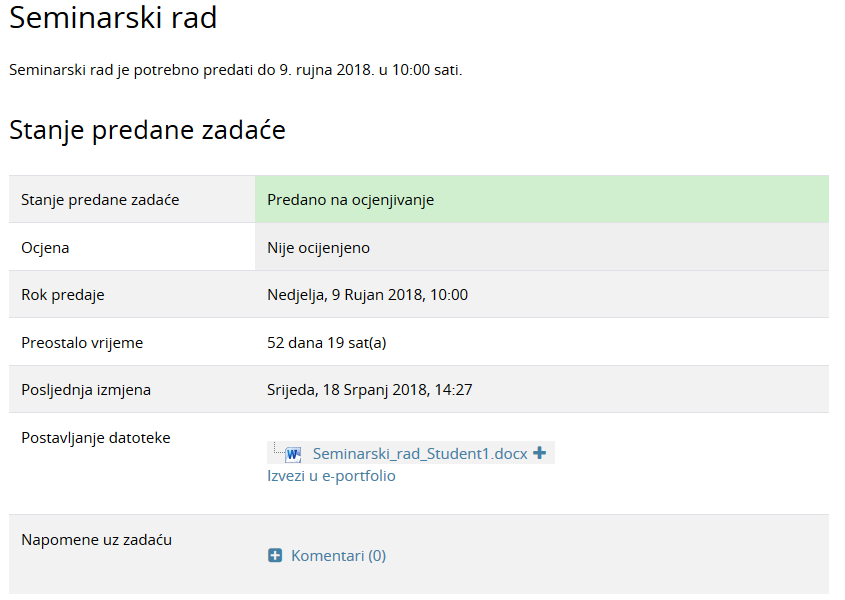 Seminarski rad
Seminarski rad je potrebno predati do 9. rujna 2018. u 10:00 sati.
Stanje predane zadaće
Stanje predane zadaće Predano na ocjenjivanje
Ocjena Nije ocijenjeno
Rok predaje Nedjelja, 9 Rujan 2018, 10:00
Preostalo vrijeme 52 dana 19 sat(a)
Posljednja izmjena Srijeda, 18 Srpanj 2018, 14:27
Postavljanje datoteke
Seminarski_rad_Student1.docx
Izvezi u e-portfolio
Napomene uz zadaću
Komentari (0)